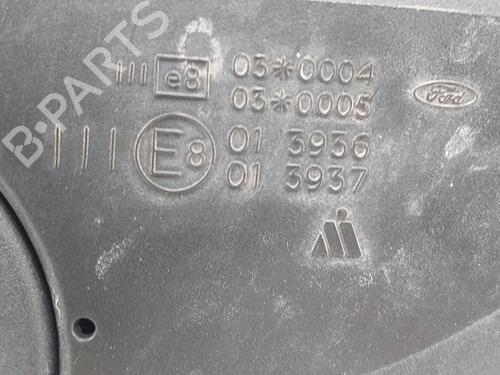 B-PARTS
III e8 03*0004
03*0005
Ford
III E8 01 3936
01 3937